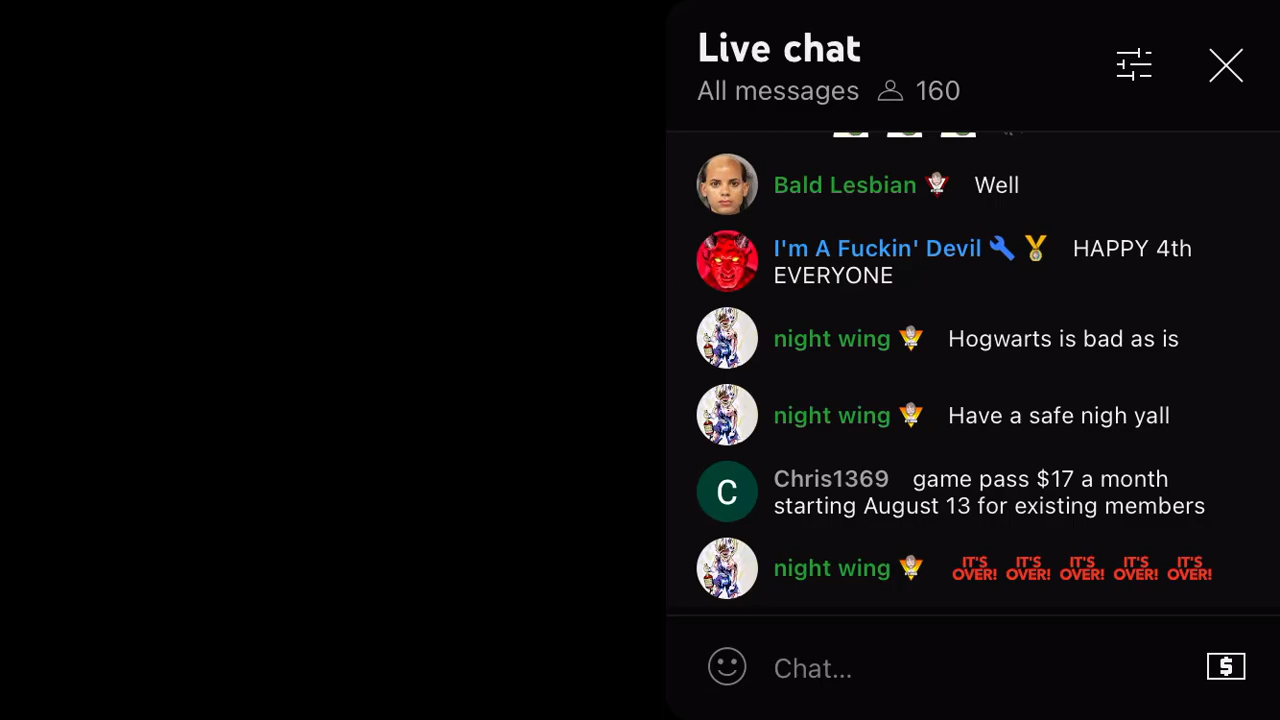 Live chat
All messages 160
Bald Lesbian Well
I'm A Fuckin' Devil HAPPY 4th
EVERYONE
night wing Hogwarts is bad as is
night wing Have a safe nigh yall
C Chris1369 game pass $17 a month
starting August 13 for existing members
night wing IT'S OVER! IT'S OVER! IT'S OVER! IT'S OVER! IT'S OVER!
Chat...
$